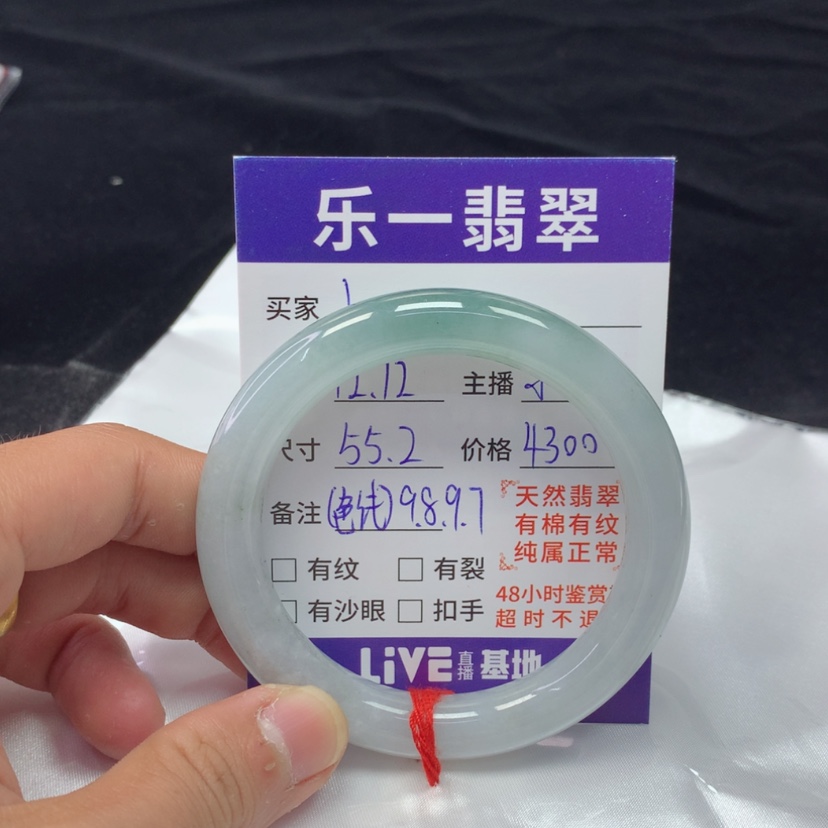 乐一翡翠
买家
12.12 主播
尺寸 55.2 价格 4300
备注 9.8.9.7
天然翡翠
有棉有纹
纯属正常
□ 有纹 □ 有裂
□ 有沙眼 □ 扣手
48小时鉴赏
超时不退
LiVE 直播 基地